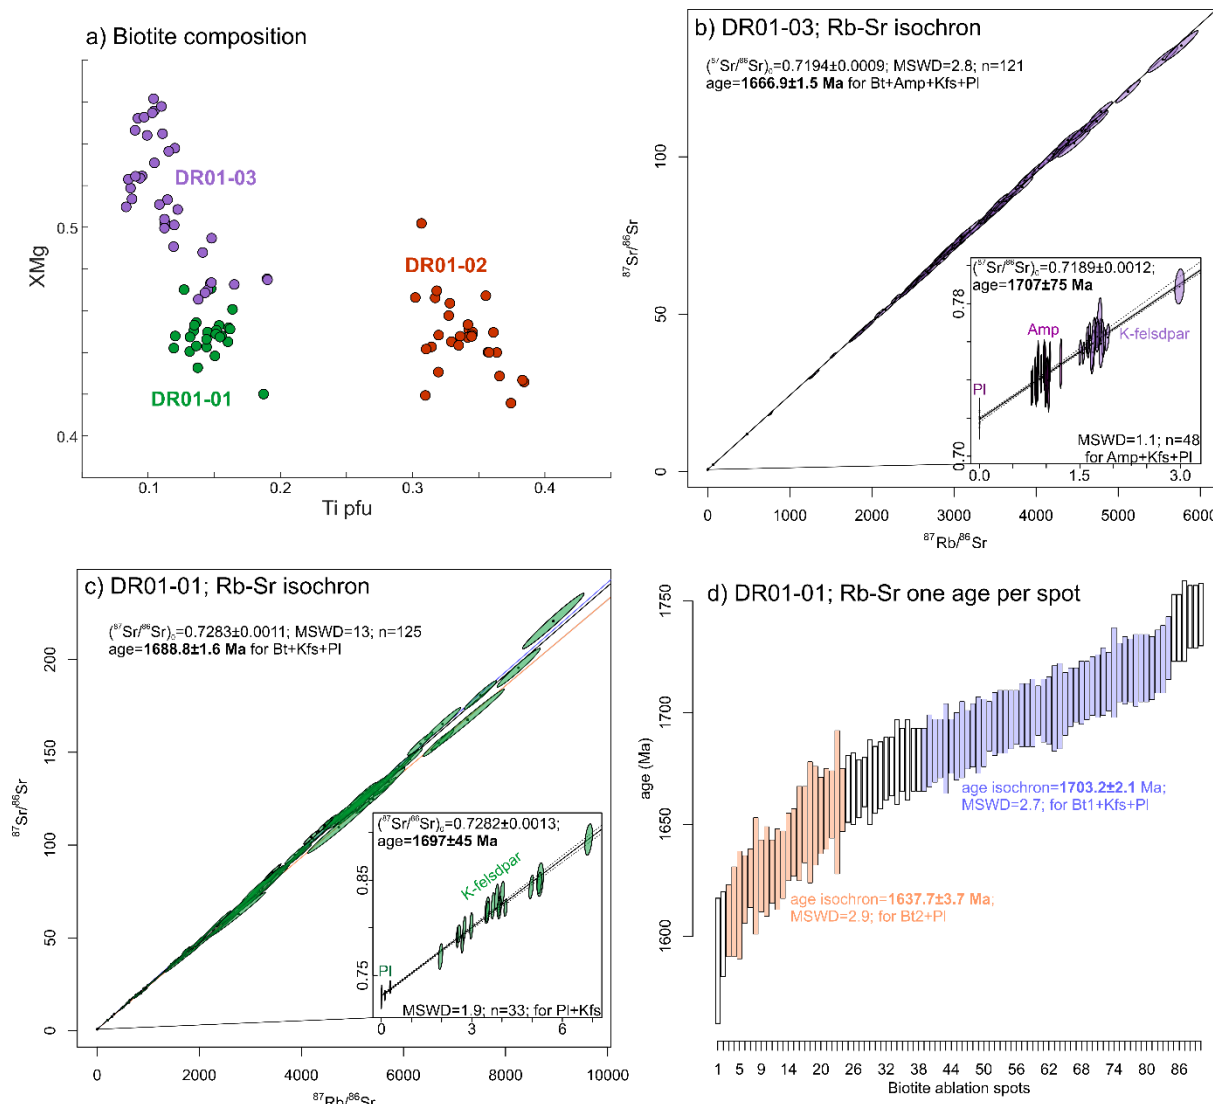 a) Biotite composition
XMg
0.5
0.4
DR01-03
DR01-02
DR01-01
0.1
0.2
0.3
0.4
Ti pfu
b) DR01-03; Rb-Sr isochron
(⁸⁷Sr/⁸⁶Sr)₀=0.7194±0.0009; MSWD=2.8; n=121
age=1666.9±1.5 Ma for Bt+Amp+Kfs+Pl
⁸⁷Sr/⁸⁶Sr
100
50
0
0
1000
2000
3000
4000
5000
6000
⁸⁷Rb/⁸⁶Sr
(⁸⁷Sr/⁸⁶Sr)₀=0.7189±0.0012;
age=1707±75 Ma
0.78
0.70
Amp
K-felsdpar
Pl
MSWD=1.1; n=48
for Amp+Kfs+Pl
0.0
1.5
3.0
c) DR01-01; Rb-Sr isochron
(⁸⁷Sr/⁸⁶Sr)₀=0.7283±0.0011; MSWD=13; n=125
age=1688.8±1.6 Ma for Bt+Kfs+Pl
⁸⁷Sr/⁸⁶Sr
200
150
100
50
0
0
2000
4000
6000
8000
10000
⁸⁷Rb/⁸⁶Sr
(⁸⁷Sr/⁸⁶Sr)₀=0.7282±0.0013;
age=1697±45 Ma
0.85
0.75
K-felsdpar
Pl
MSWD=1.9; n=33; for Pl+Kfs
0
3
6
d) DR01-01; Rb-Sr one age per spot
age (Ma)
1750
1700
1650
1600
age isochron=1703.2±2.1 Ma;
MSWD=2.7; for Bt1+Kfs+Pl
age isochron=1637.7±3.7 Ma;
MSWD=2.9; for Bt2+Pl
1
5
9
14
20
26
32
38
44
50
56
62
68
74
80
86
Biotite ablation spots